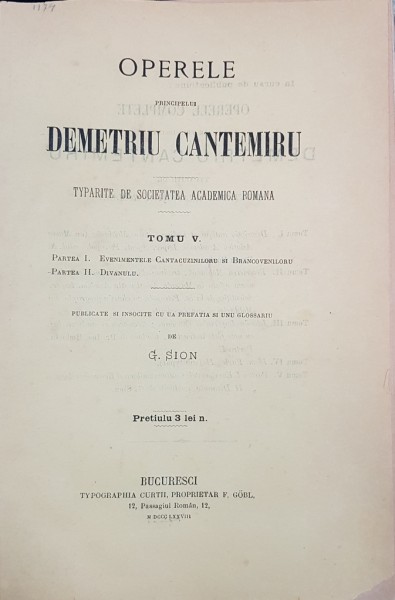 OPERELE
PRINCIPELUI
DEMETRIU CANTEMIRU
TYPARITE DE SOCIETATEA ACADEMICA ROMANA
TOMU V.
PARTEA I. EVENIMENTELE CANTACUZINILORU SI BRANCOVENILORU
PARTEA II. DIVANULU.
PUBLICATE SI INSOCITE CU UA PREFATIA SI UNU GLOSSARIU
DE
G. SION
Pretiulu 3 lei n.
BUCURESCI
TYPOGRAPHIA CURTII, PROPRIETAR F. GÖBL.
12, Passagiul Român, 12,
M DCCC LXXVIII